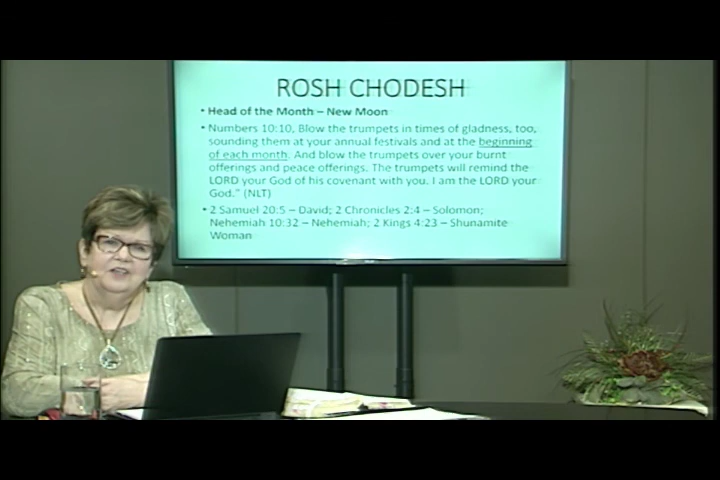 ROSH CHODESH
• Head of the Month – New Moon
• Numbers 10:10, Blow the trumpets in times of gladness, too,
sounding them at your annual festivals and at the beginning
of each month. And blow the trumpets over your burnt
offerings and peace offerings. The trumpets will remind the
LORD your God of his covenant with you. I am the LORD your
God.” (NLT)
• 2 Samuel 20:5 – David; 2 Chronicles 2:4 – Solomon;
Nehemiah 10:32 – Nehemiah; 2 Kings 4:23 – Shunamite
Woman